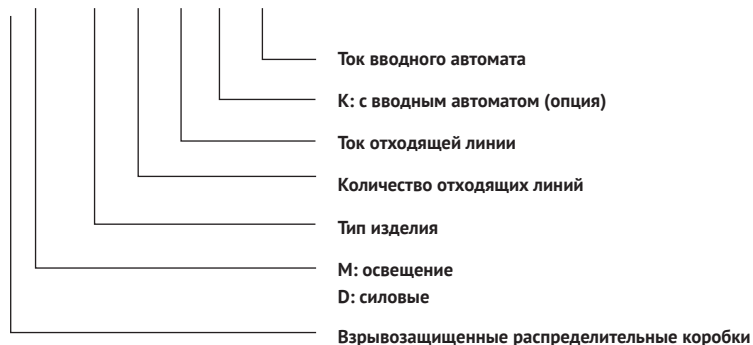 Ток вводного автомата
К: с вводным автоматом (опция)
Ток отходящей линии
Количество отходящих линий
Тип изделия
М: освещение
D: силовые
Взрывозащищенные распределительные коробки